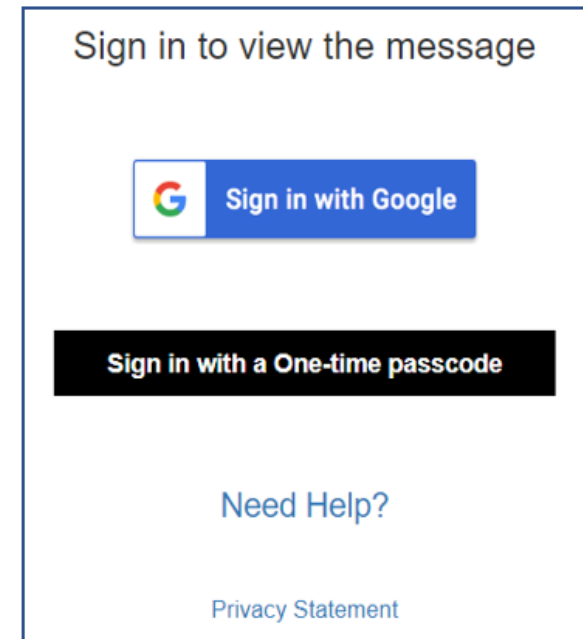 Sign in to view the message
Sign in with Google
Sign in with a One-time passcode
Need Help?
Privacy Statement